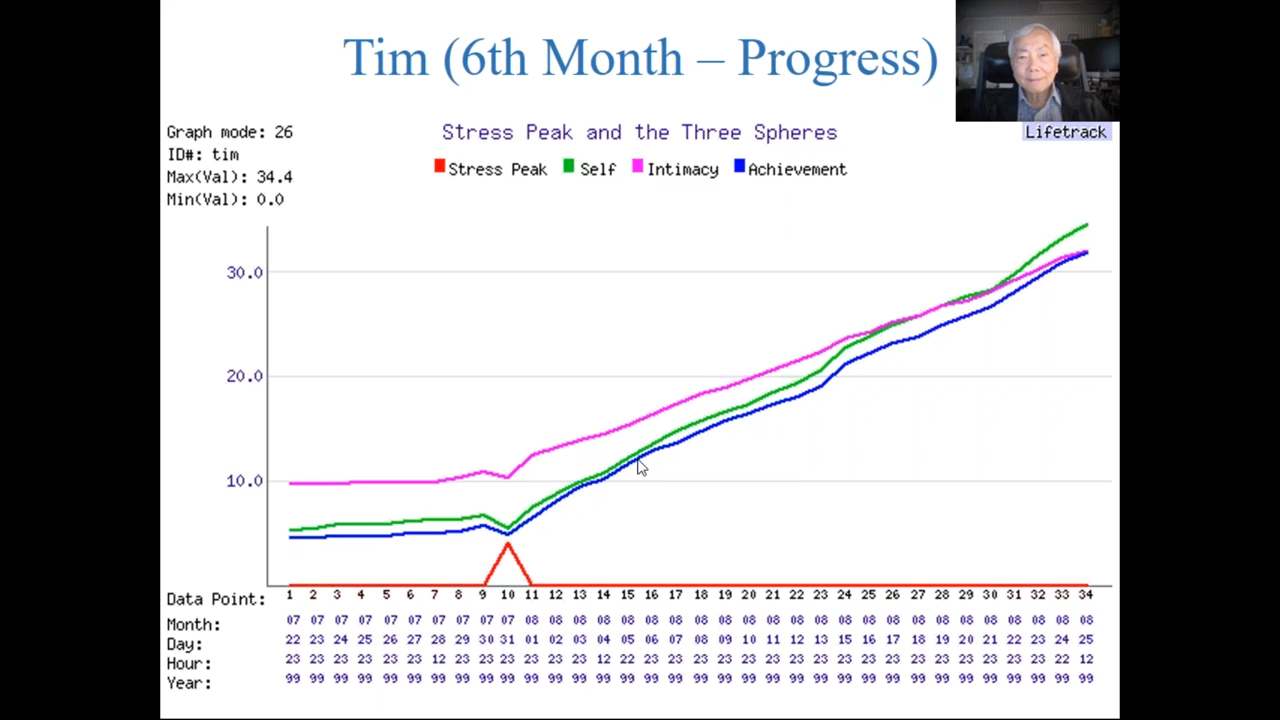 Tim (6th Month – Progress)
Graph mode: 26
ID#: tim
Max(Val): 34.4
Min(Val): 0.0
Stress Peak and the Three Spheres
Lifetrack
Stress Peak Self Intimacy Achievement
30.0
20.0
10.0
Data Point: 1 2 3 4 5 6 7 8 9 10 11 12 13 14 15 16 17 18 19 20 21 22 23 24 25 26 27 28 29 30 31 32 33 34
Month: 07 07 07 07 07 07 07 07 07 07 08 08 08 08 08 08 08 08 08 08 08 08 08 08 08 08 08 08 08 08 08 08 08 08
Day: 22 23 24 25 26 27 28 29 30 31 01 02 03 04 05 06 07 08 09 10 11 12 13 15 16 17 18 19 20 21 22 23 24 25
Hour: 23 23 23 23 23 23 12 23 23 23 23 23 23 12 22 23 23 23 23 23 23 23 23 23 23 23 23 23 23 23 23 23 22 12
Year: 99 99 99 99 99 99 99 99 99 99 99 99 99 99 99 99 99 99 99 99 99 99 99 99 99 99 99 99 99 99 99 99 99 99